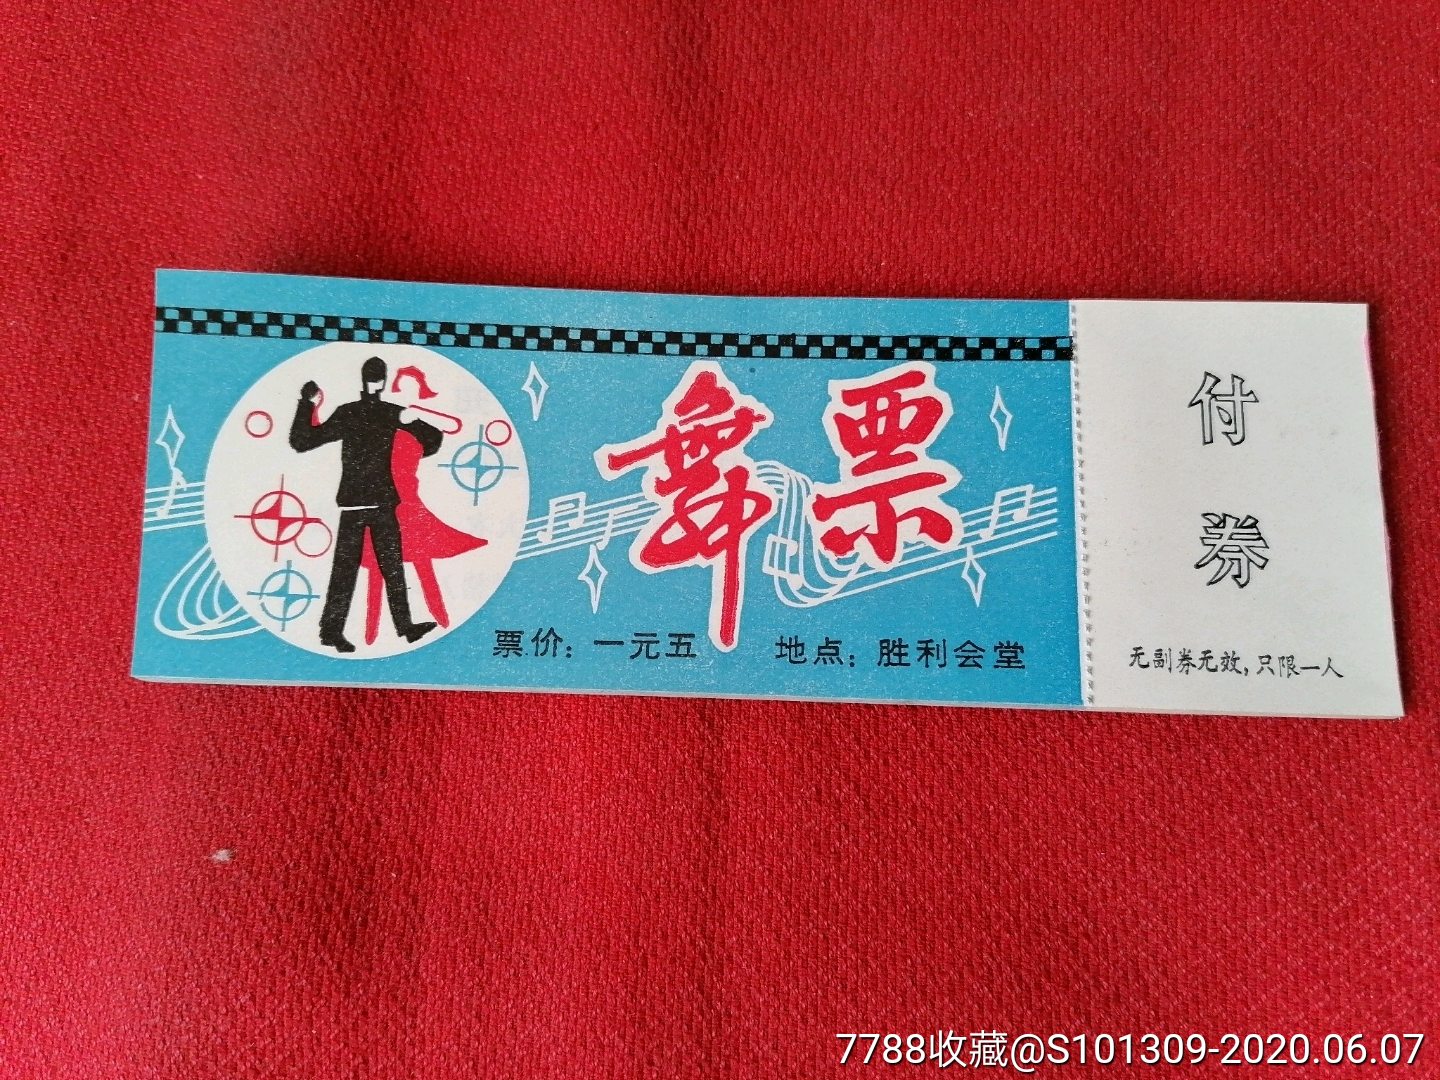 舞票
票价：一元五
地点：胜利会堂
付
券
无副券无效，只限一人
7788收藏@S101309-2020.06.07